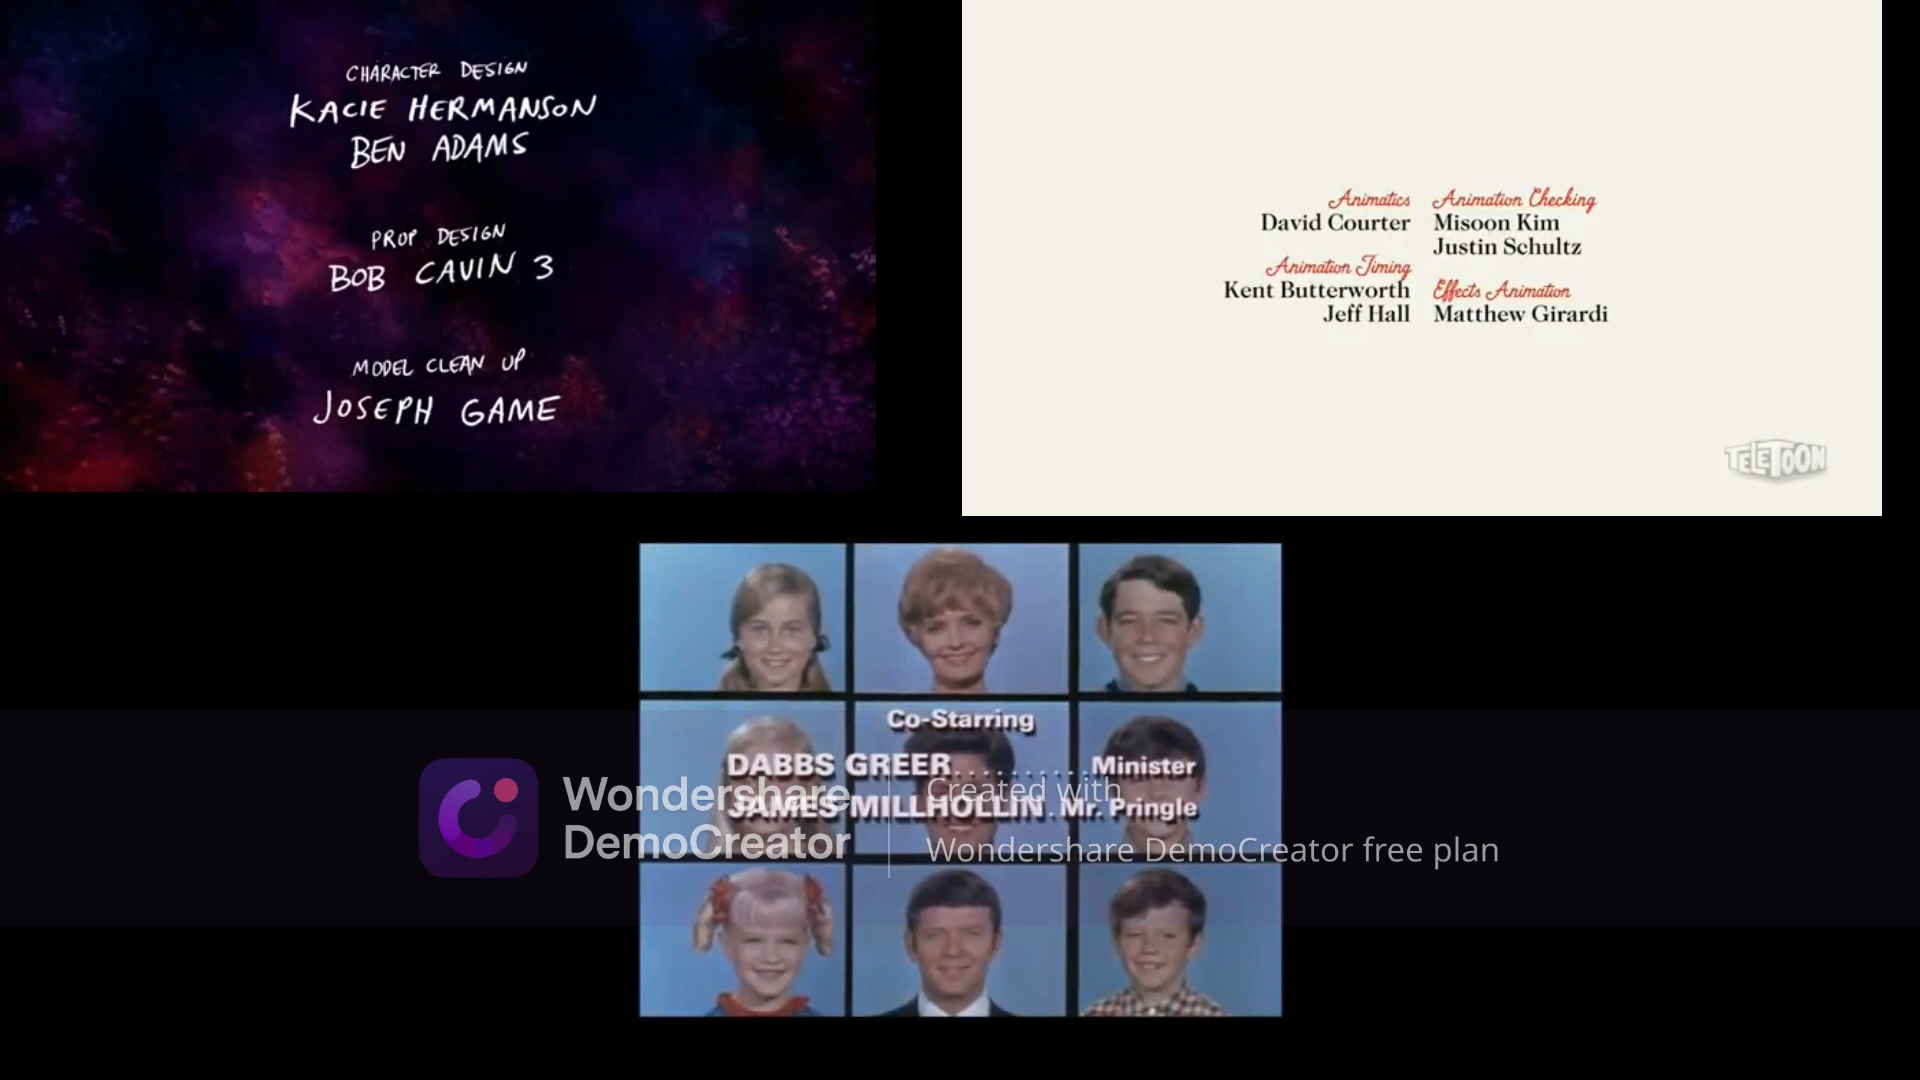 CHARACTER DESIGN
KACIE HERMANSON
BEN ADAMS
PROP DESIGN
BOB CAVIN 3
MODEL CLEAN UP
JOSEPH GAME
Animatics
David Courter
Animation Timing
Kent Butterworth
Jeff Hall
Animation Checking
Misoon Kim
Justin Schultz
Effects Animation
Matthew Girardi
TELETOON
Co-Starring
DABBS GREER..........Minister
JAMES MILLHOLLIN.Mr. Pringle
Wondershare
DemoCreator
Created with
Wondershare DemoCreator free plan